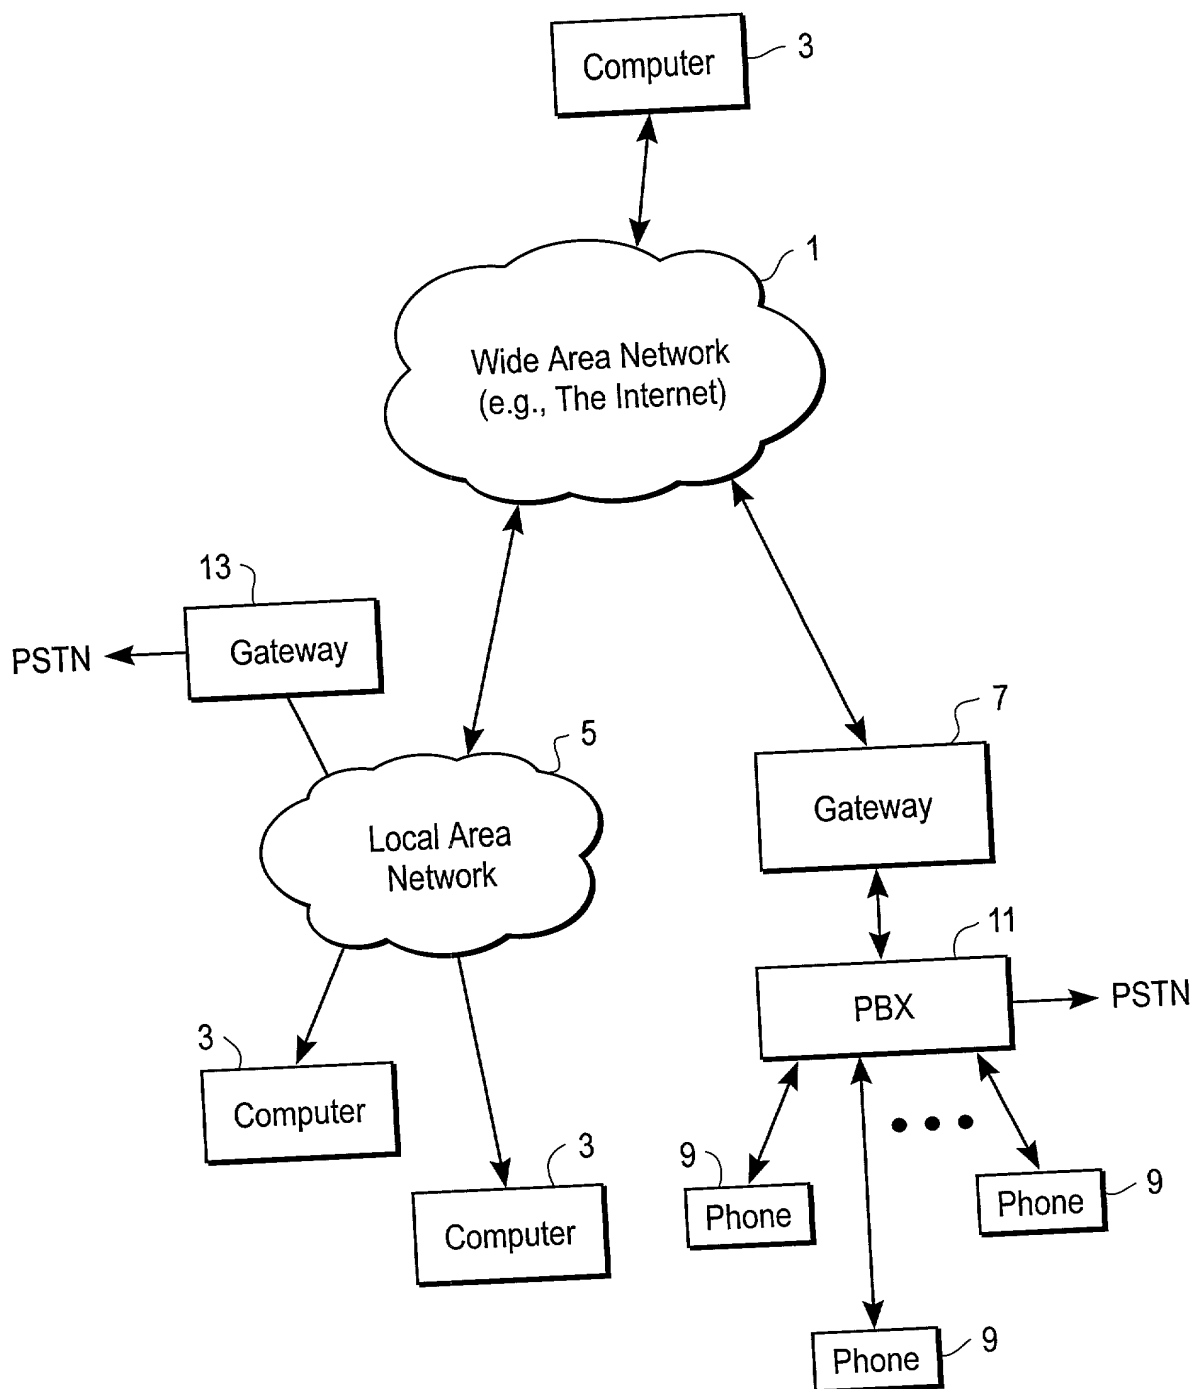 Computer
3
1
Wide Area Network
(e.g., The Internet)
13
Gateway
PSTN
7
Gateway
5
Local Area
Network
11
PBX
PSTN
3
Computer
3
Computer
9
Phone
Phone
9
Phone
9